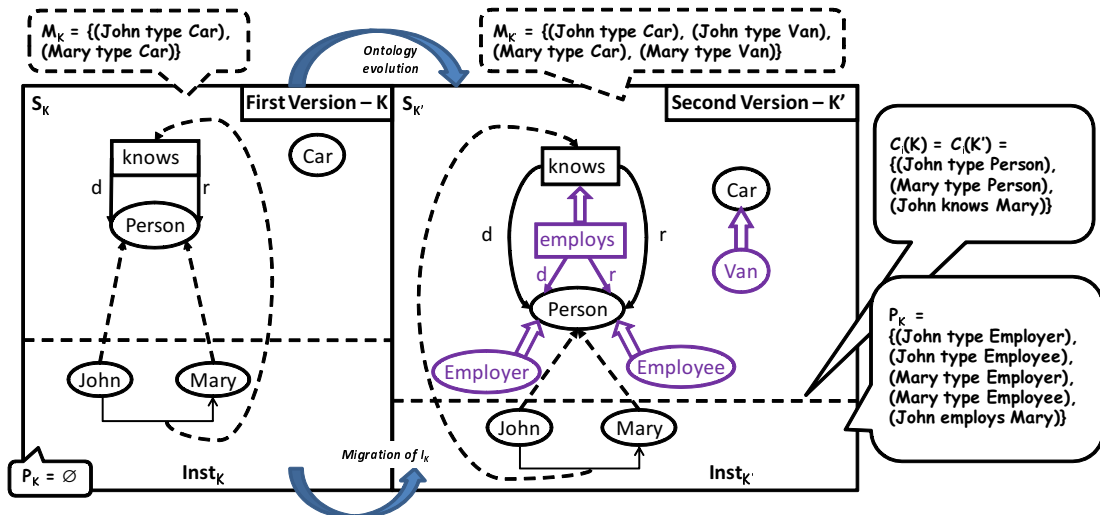 M_K = {(John type Car),
(Mary type Car)}
Ontology
evolution
M_K = {(John type Car), (John type Van),
(Mary type Car), (Mary type Van)}
S_K
First Version – K
knows
d
r
Person
Car
John
Mary
Inst_K
P_K = ∅
Migration of I_K
S_K'
Second Version – K'
knows
d
r
employs
d
r
Person
Car
Van
Employer
Employee
John
Mary
Inst_K'
C_i(K) = C_i(K') =
{(John type Person),
(Mary type Person),
(John knows Mary)}
P_K =
{(John type Employer),
(John type Employee),
(Mary type Employer),
(Mary type Employee),
(John employs Mary)}